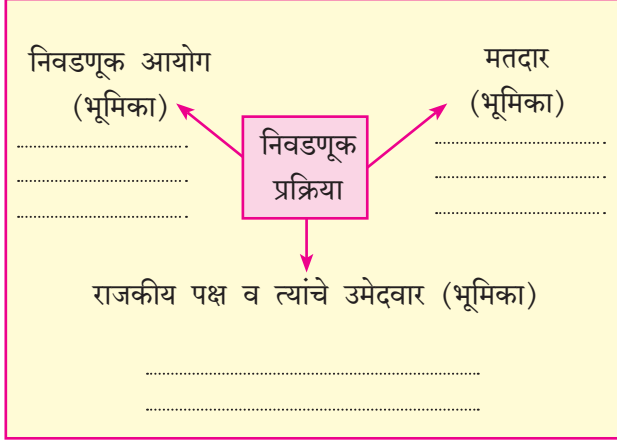 निवडणूक आयोग
(भूमिका)
मतदार
(भूमिका)
निवडणूक
प्रक्रिया
राजकीय पक्ष व त्यांचे उमेदवार (भूमिका)